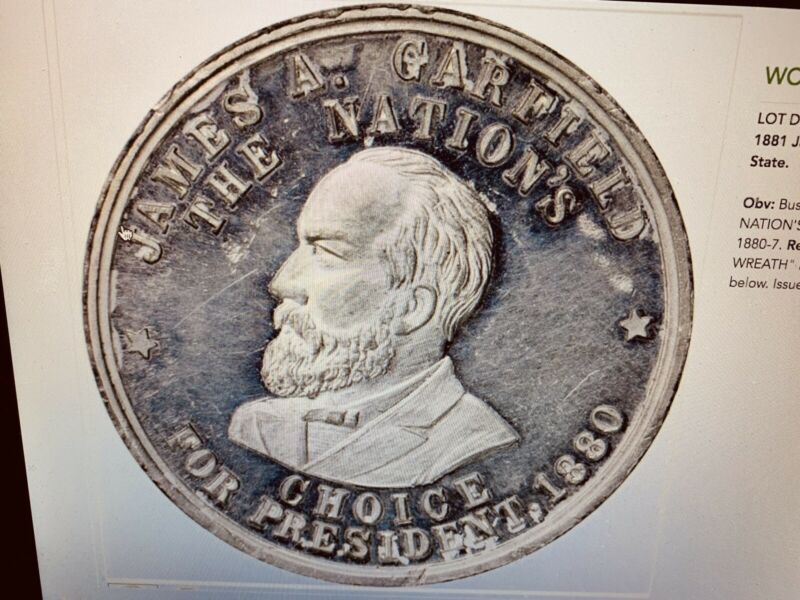 JAMES A. GARFIELD
THE NATION'S
CHOICE
FOR PRESIDENT, 1880
WO
LOT D
1881 J
State.
Obv: Bus
NATION'S
1880-7. Re
WREATH"
below. Issue